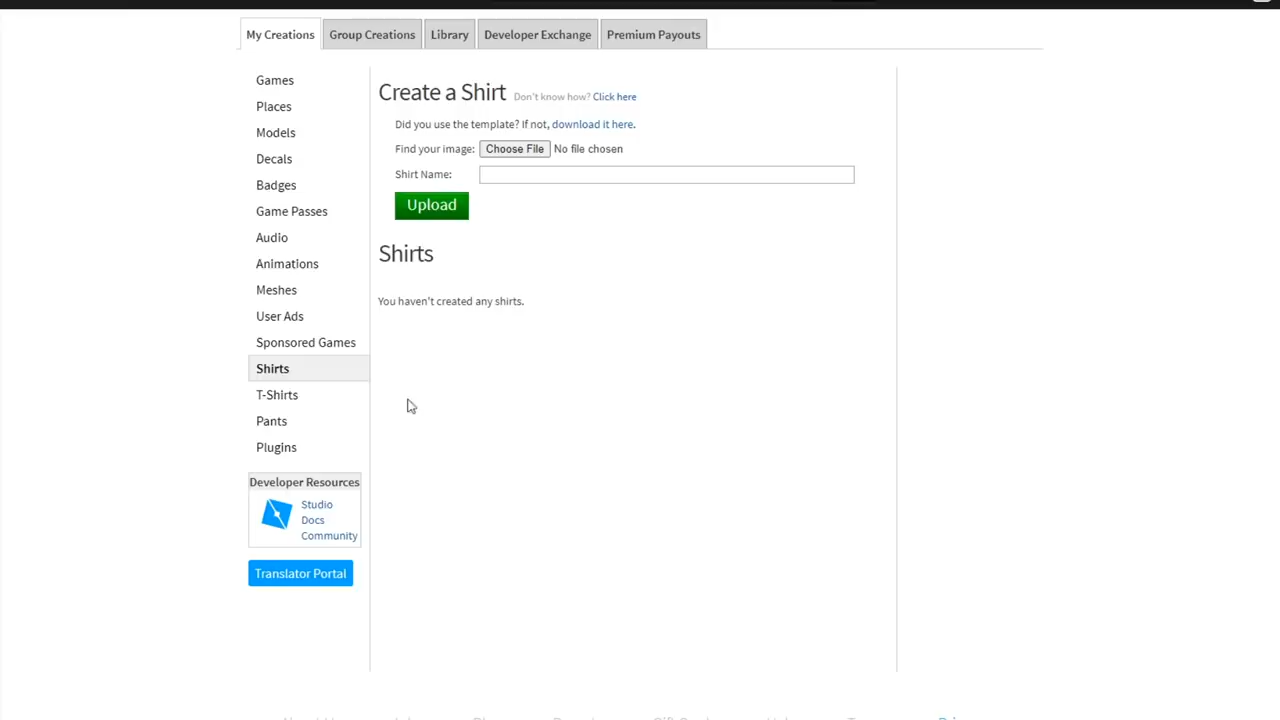 My Creations
Group Creations
Library
Developer Exchange
Premium Payouts
Games
Places
Models
Decals
Badges
Game Passes
Audio
Animations
Meshes
User Ads
Sponsored Games
Shirts
T-Shirts
Pants
Plugins
Developer Resources
Studio
Docs
Community
Translator Portal
Create a Shirt Don't know how? Click here
Did you use the template? If not, download it here.
Find your image: Choose File No file chosen
Shirt Name:
Upload
Shirts
You haven't created any shirts.